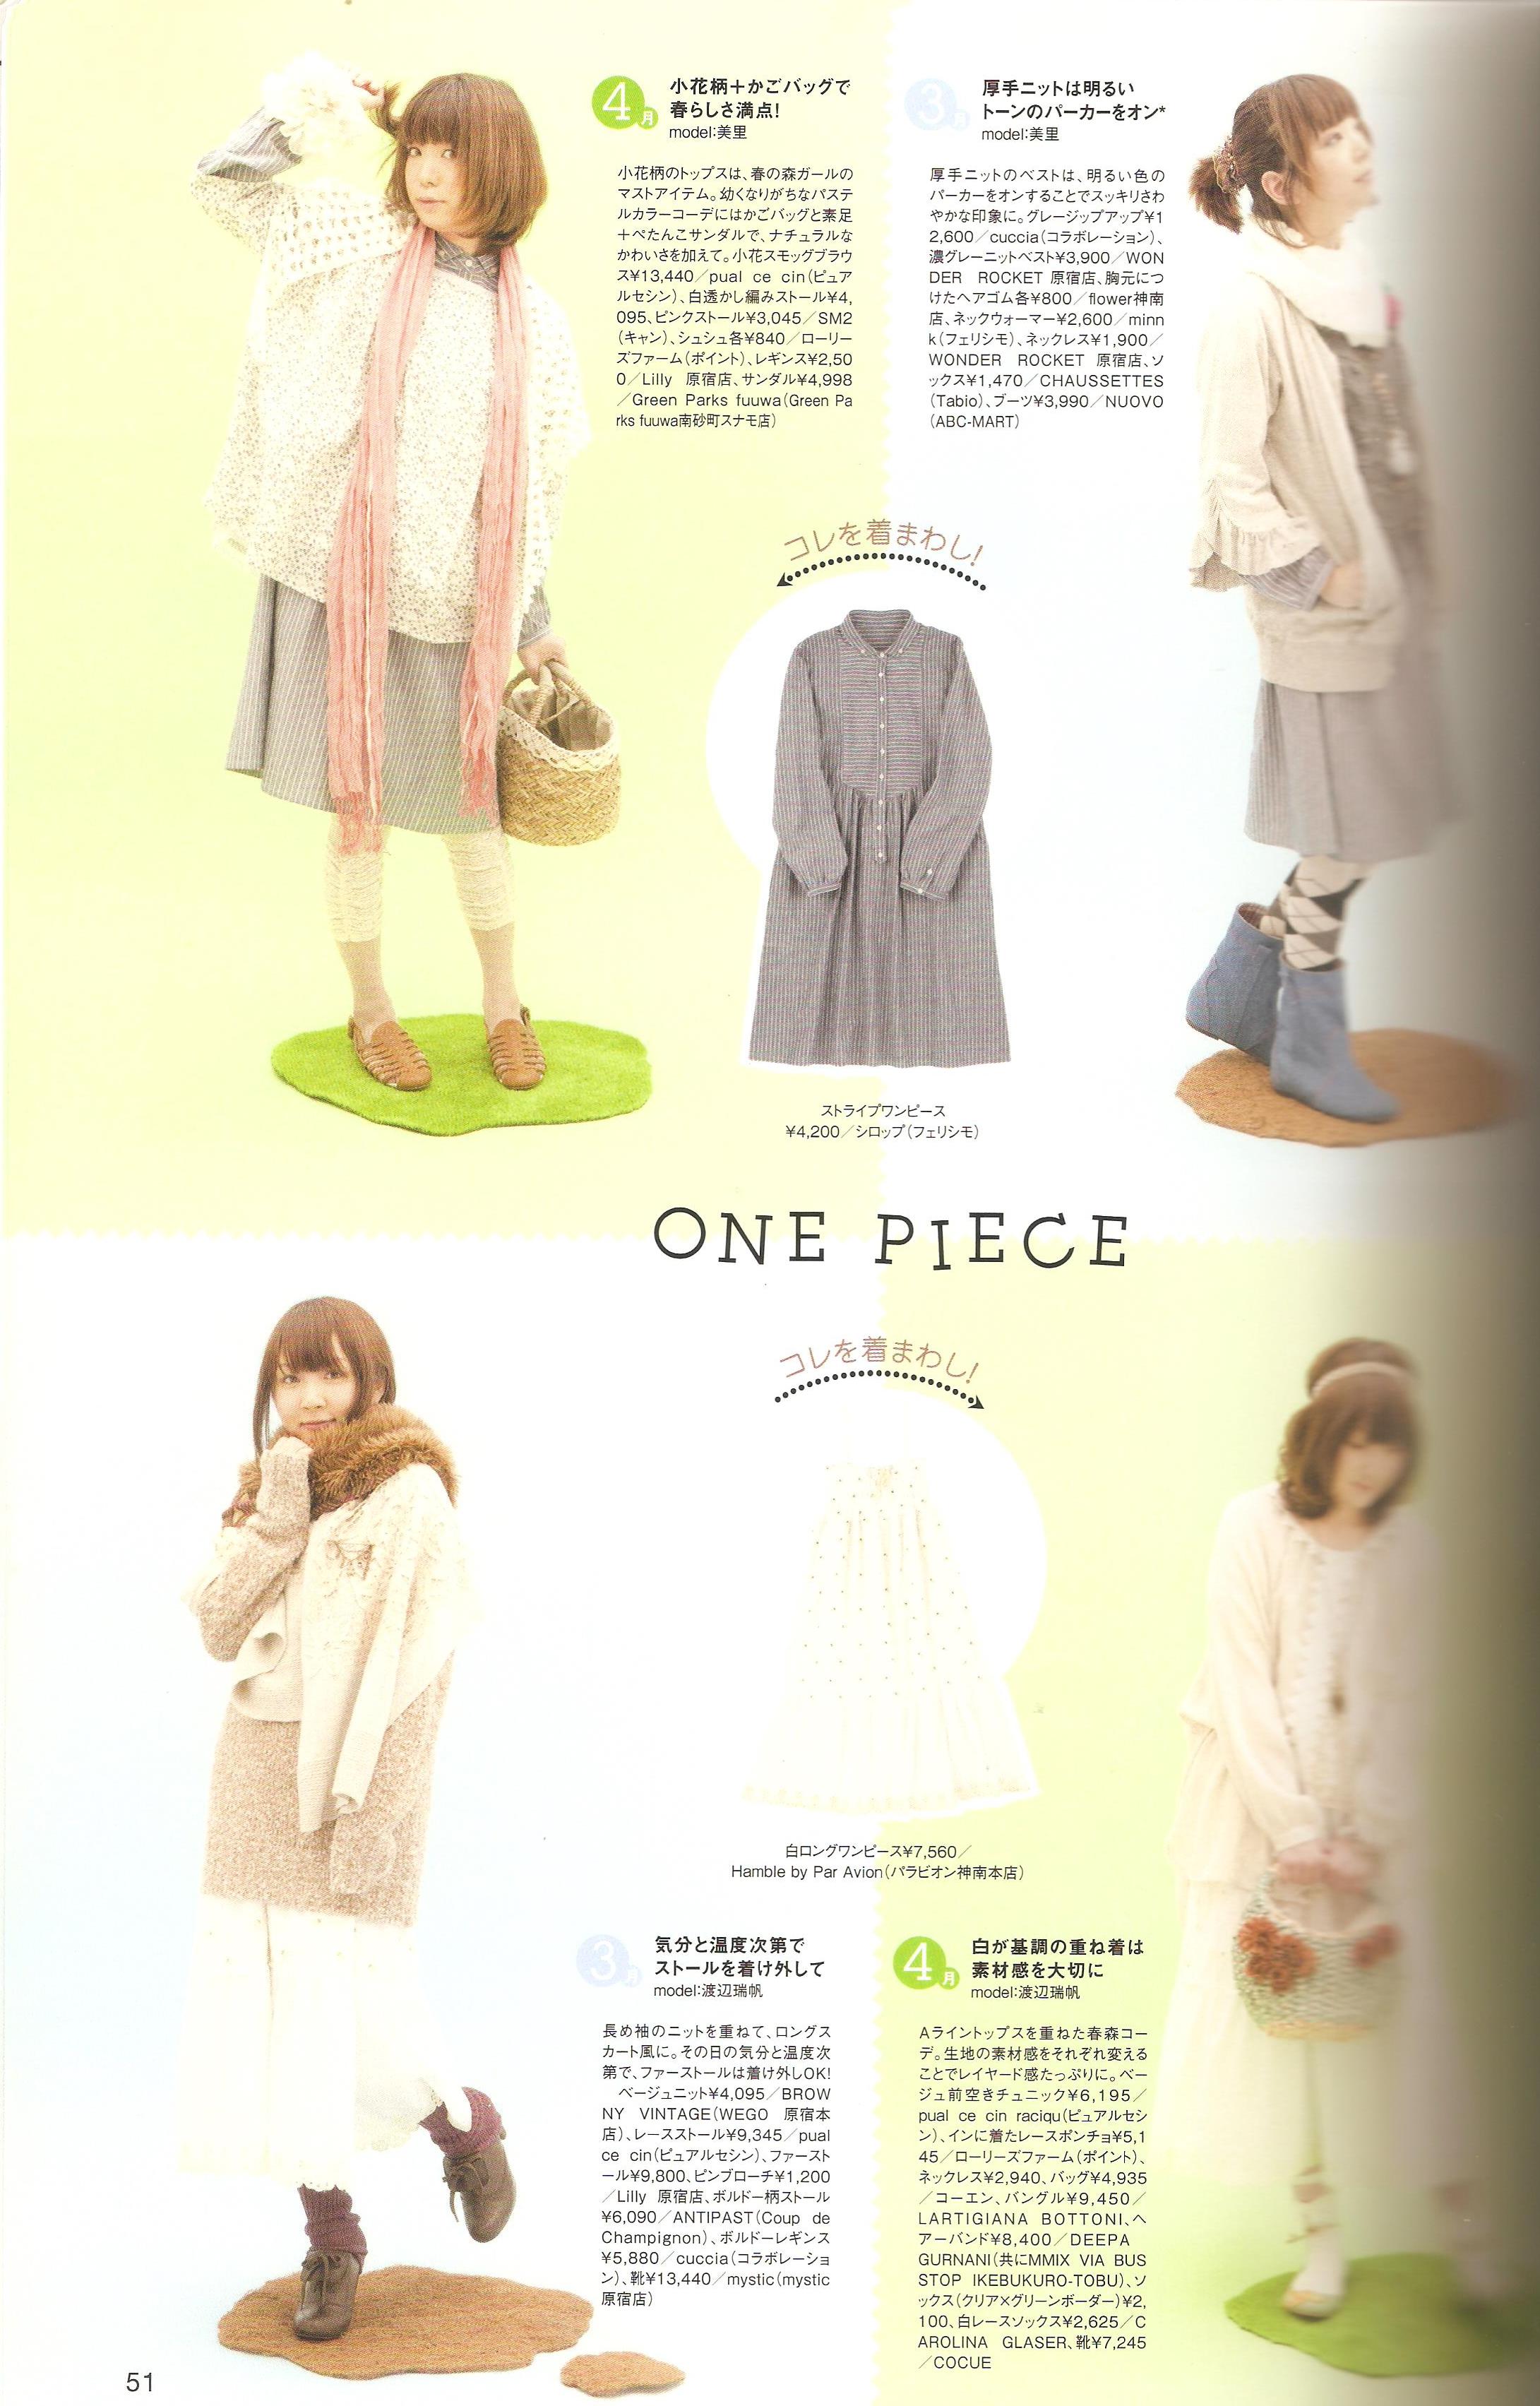 4月
小花柄＋かごバッグで
春らしさ満点！
model：美里
小花柄のトップスは、春の森ガールの
マストアイテム。幼くなりがちなパステ
ルカラーコーデにはかごバッグと素足
＋ぺたんこサンダルで、ナチュラルな
かわいさを加えて。小花スモッグブラウ
ス¥13,440／pual ce cin（ピュア
ルセシン）、白透かし編みストール¥4,
095、ピンクストール¥3,045／SM2
（キャン）、シュシュ各¥840／ローリー
ズファーム（ポイント）、レギンス¥2,50
0／Lilly 原宿店、サンダル¥4,998
／Green Parks fuuwa（Green Pa
rks fuuwa南砂町スナモ店）
3月
厚手ニットは明るい
トーンのパーカーをオン*
model：美里
厚手ニットのベストは、明るい色の
パーカーをオンすることでスッキリさわ
やかな印象に。グレージップアップ¥1
2,600／cuccia（コラボレーション）、
濃グレーニットベスト¥3,900／WON
DER ROCKET 原宿店、胸元につ
けたヘアゴム各¥800／flower神南
店、ネックウォーマー¥2,600／minn
k（フェリシモ）、ネックレス¥1,900／
WONDER ROCKET 原宿店、ソ
ックス¥1,470／CHAUSSETTES
（Tabio）、ブーツ¥3,990／NUOVO
（ABC-MART）
コレを着まわし！
ストライプワンピース
¥4,200／シロップ（フェリシモ）
ONE PIECE
コレを着まわし！
白ロングワンピース¥7,560／
Hamble by Par Avion（パラビオン神南本店）
3月
気分と温度次第で
ストールを着け外して
model：渡辺瑞帆
長め袖のニットを重ねて、ロングス
カート風に。その日の気分と温度次
第で、ファーストールは着け外しOK！
ベージュニット¥4,095／BROW
NY VINTAGE（WEGO 原宿本
店）、レースストール¥9,345／pual
ce cin（ピュアルセシン）、ファースト
ール¥9,800、ピンブローチ¥1,200
／Lilly 原宿店、ボルドー柄ストール
¥6,090／ANTIPAST（Coup de
Champignon）、ボルドーレギンス
¥5,880／cuccia（コラボレーショ
ン）、靴¥13,440／mystic（mystic
原宿店）
4月
白が基調の重ね着は
素材感を大切に
model：渡辺瑞帆
Aライントップスを重ねた春森コー
デ。生地の素材感をそれぞれ変える
ことでレイヤード感たっぷりに。ベー
ジュ前空きチュニック¥6,195／
pual ce cin raciqu（ピュアルセシ
ン）、インに着たレースポンチョ¥5,1
45／ローリーズファーム（ポイント）、
ネックレス¥2,940、バッグ¥4,935
／コーエン、バングル¥9,450／
LARTIGIANA BOTTONI、ヘ
アーバンド¥8,400／DEEPA
GURNANI（共にMMIX VIA BUS
STOP IKEBUKURO-TOBU）、ソ
ックス（クリア×グリーンボーダー）¥2,
100、白レースソックス¥2,625／C
AROLINA GLASER、靴¥7,245
／COCUE
51